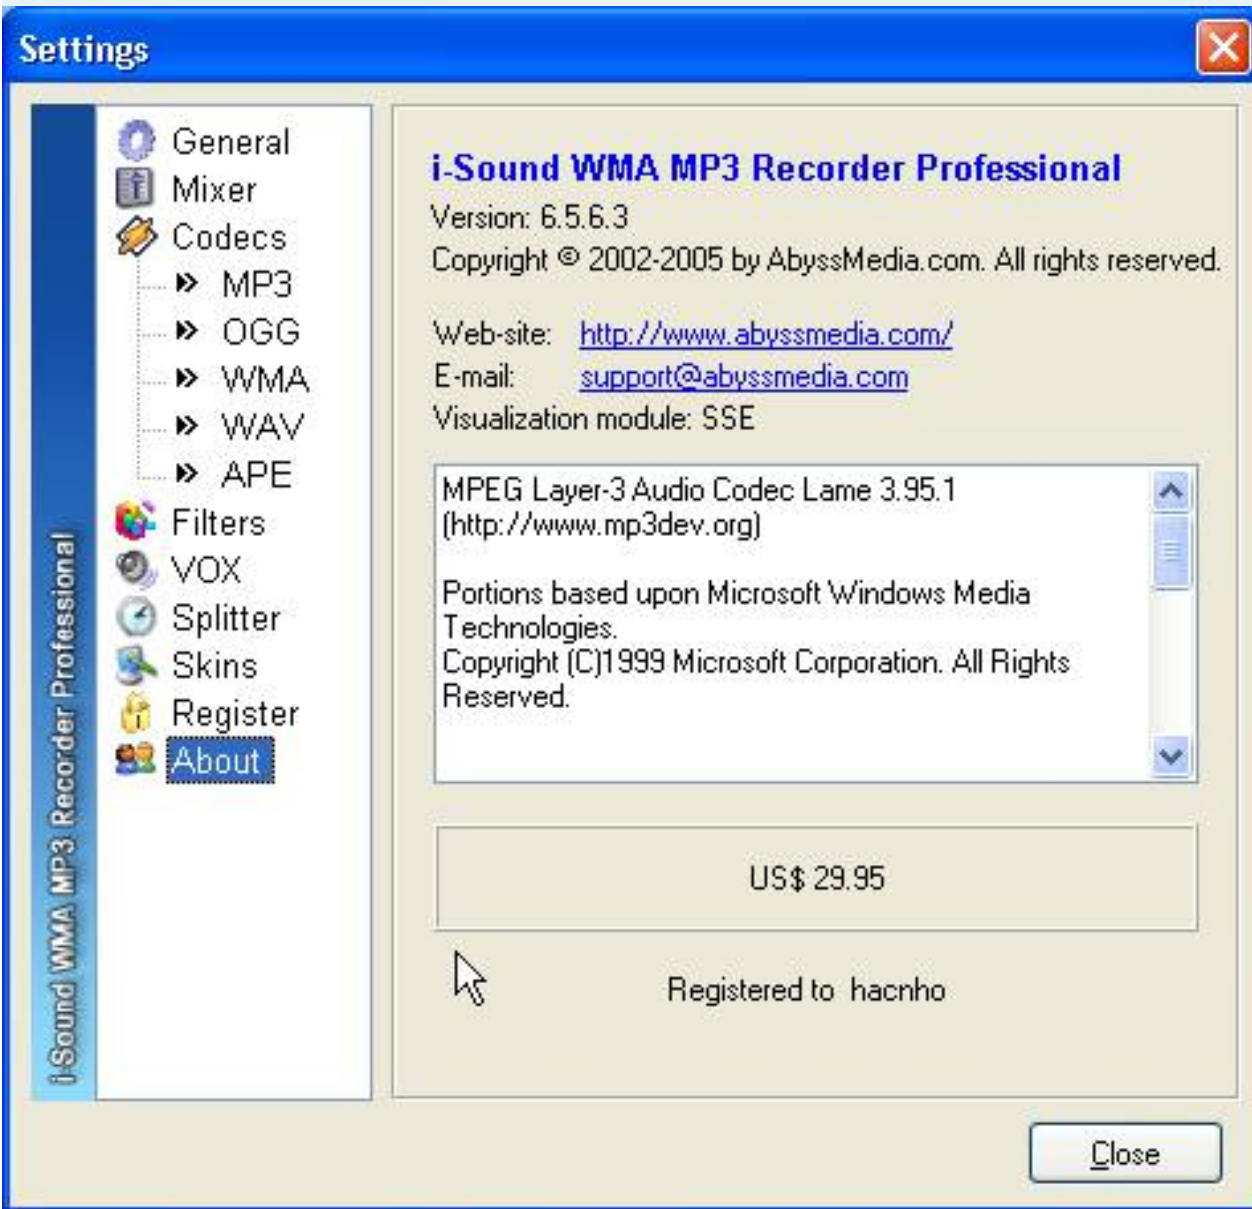 Settings
i-Sound WMA MP3 Recorder Professional
General
Mixer
Codecs
MP3
OGG
WMA
WAV
APE
Filters
VOX
Splitter
Skins
Register
About
i-Sound WMA MP3 Recorder Professional
Version: 6.5.6.3
Copyright © 2002-2005 by AbyssMedia.com. All rights reserved.
Web-site: http://www.abyssmedia.com/
E-mail: support@abyssmedia.com
Visualization module: SSE
MPEG Layer-3 Audio Codec Lame 3.95.1
(http://www.mp3dev.org)
Portions based upon Microsoft Windows Media
Technologies.
Copyright (C)1999 Microsoft Corporation. All Rights
Reserved.
US$ 29.95
Registered to hacnho
Close